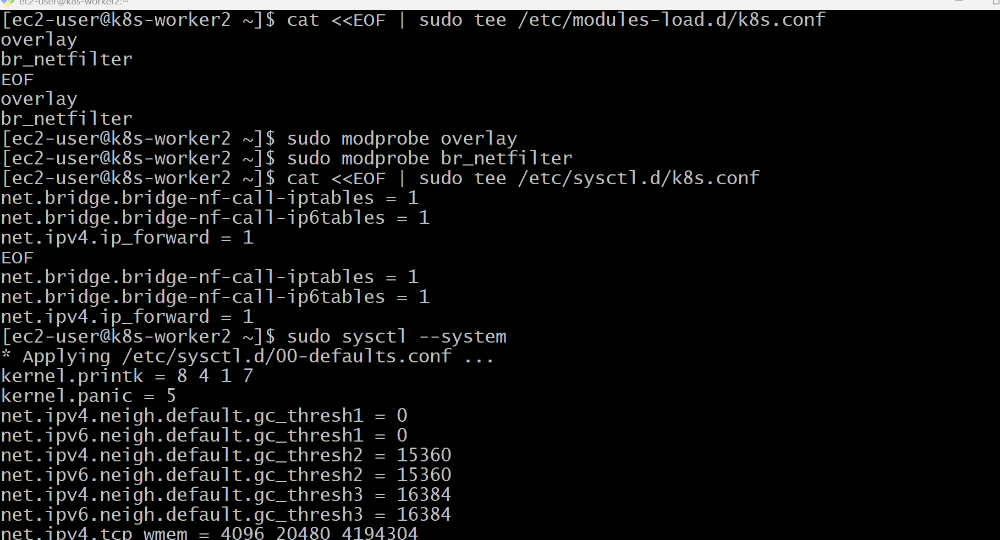 ec2-user@k8s-worker2:~
[ec2-user@k8s-worker2 ~]$ cat <<EOF | sudo tee /etc/modules-load.d/k8s.conf
overlay
br_netfilter
EOF
overlay
br_netfilter
[ec2-user@k8s-worker2 ~]$ sudo modprobe overlay
[ec2-user@k8s-worker2 ~]$ sudo modprobe br_netfilter
[ec2-user@k8s-worker2 ~]$ cat <<EOF | sudo tee /etc/sysctl.d/k8s.conf
net.bridge.bridge-nf-call-iptables = 1
net.bridge.bridge-nf-call-ip6tables = 1
net.ipv4.ip_forward = 1
EOF
net.bridge.bridge-nf-call-iptables = 1
net.bridge.bridge-nf-call-ip6tables = 1
net.ipv4.ip_forward = 1
[ec2-user@k8s-worker2 ~]$ sudo sysctl --system
* Applying /etc/sysctl.d/00-defaults.conf ...
kernel.printk = 8 4 1 7
kernel.panic = 5
net.ipv4.neigh.default.gc_thresh1 = 0
net.ipv6.neigh.default.gc_thresh1 = 0
net.ipv4.neigh.default.gc_thresh2 = 15360
net.ipv6.neigh.default.gc_thresh2 = 15360
net.ipv4.neigh.default.gc_thresh3 = 16384
net.ipv6.neigh.default.gc_thresh3 = 16384
net.ipv4.tcp_wmem = 4096 20480 4194304